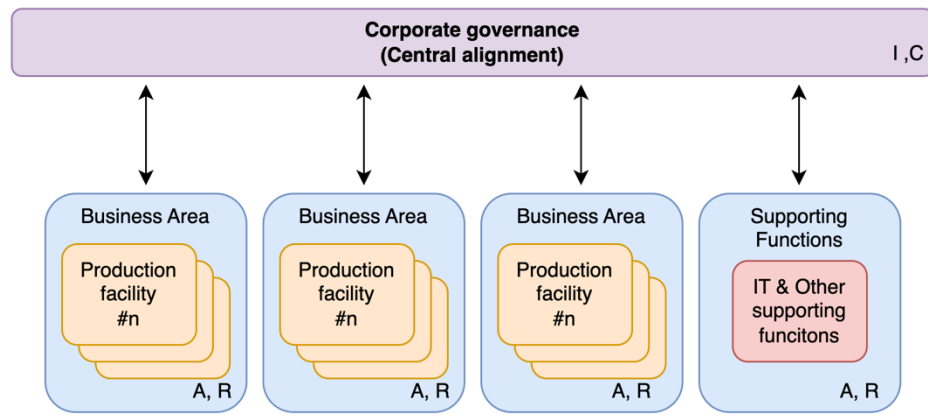 Corporate governance
(Central alignment)
I ,C
Business Area
Production
facility
#n
A, R
Business Area
Production
facility
#n
A, R
Business Area
Production
facility
#n
A, R
Supporting
Functions
IT & Other
supporting
funcitons
A, R